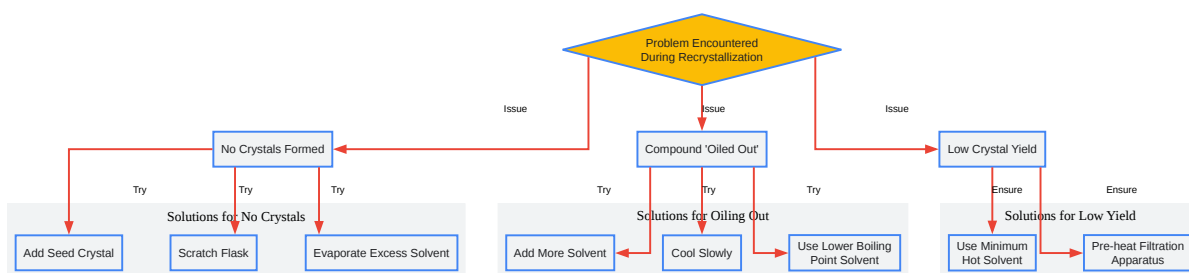 Problem Encountered
During Recrystallization
Issue
Issue
Issue
No Crystals Formed
Compound 'Oiled Out'
Low Crystal Yield
Try
Try
Try
Try
Try
Try
Ensure
Ensure
Solutions for No Crystals
Solutions for Oiling Out
Solutions for Low Yield
Add Seed Crystal
Scratch Flask
Evaporate Excess Solvent
Add More Solvent
Cool Slowly
Use Lower Boiling
Point Solvent
Use Minimum
Hot Solvent
Pre-heat Filtration
Apparatus